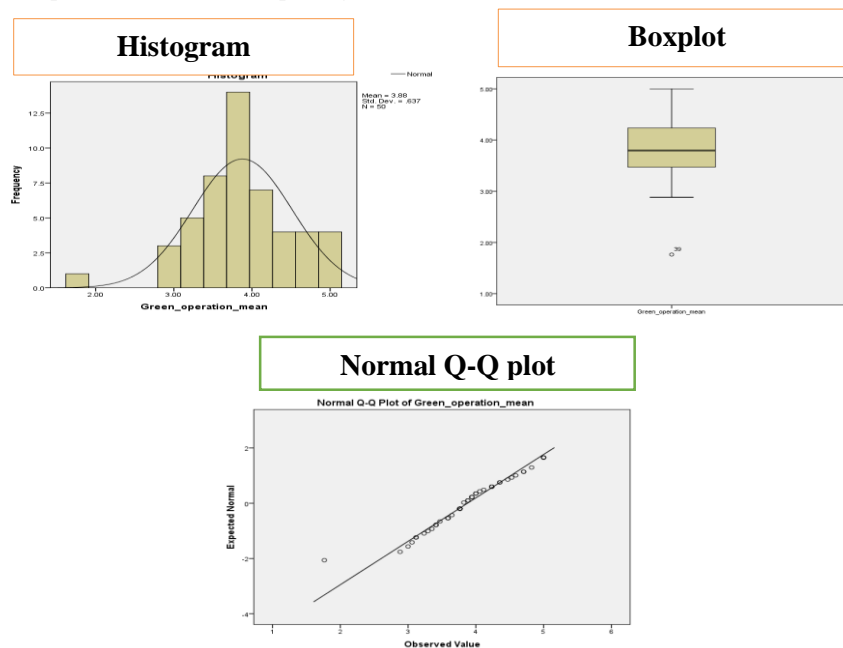 Histogram
Histogram
Normal
Mean = 3.88
Std. Dev. = .637
N = 50
Frequency
12.5
10.0
7.5
5.0
2.5
0.0
2.00 3.00 4.00 5.00
Green_operation_mean
Boxplot
5.00
4.00
3.00
2.00
1.00
39
Green_operation_mean
Normal Q-Q plot
Normal Q-Q Plot of Green_operation_mean
Expected Normal
2
0
-2
-4
1 2 3 4 5 6
Observed Value